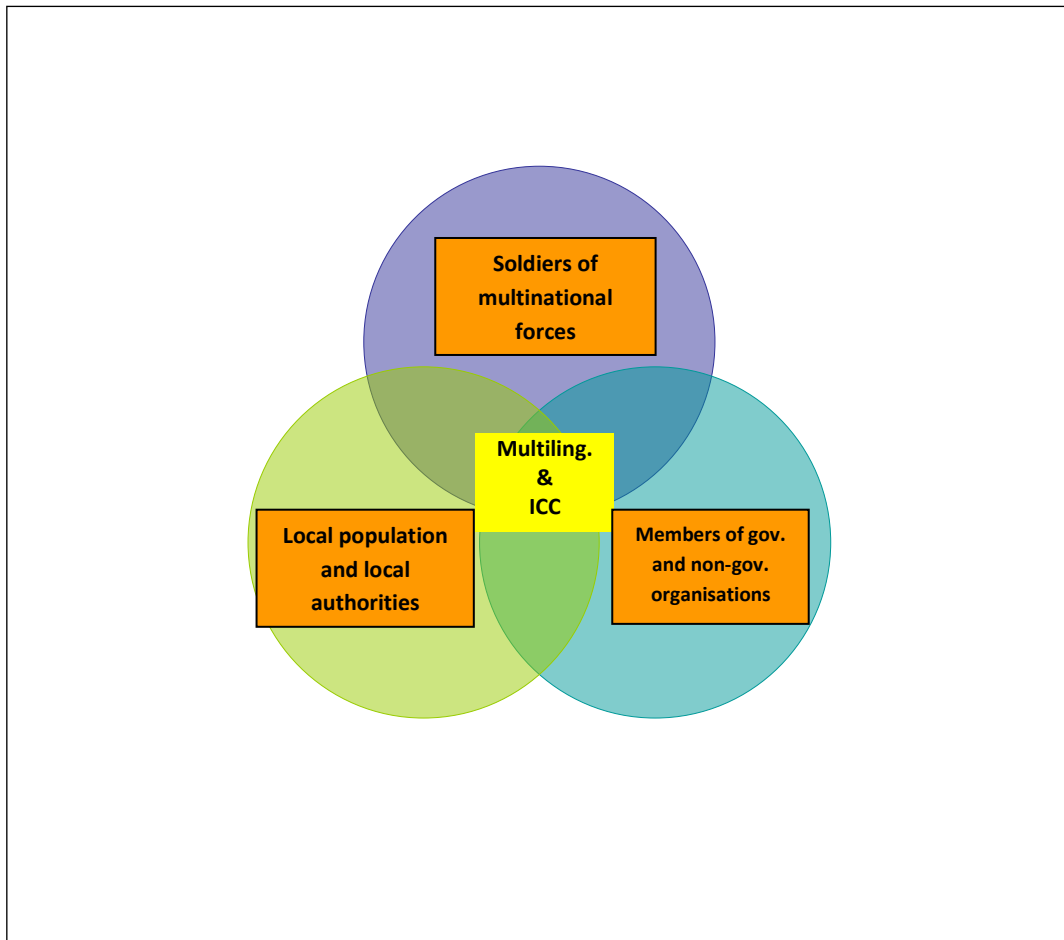 Soldiers of
multinational
forces
Multiling.
&
ICC
Local population
and local
authorities
Members of gov.
and non-gov.
organisations